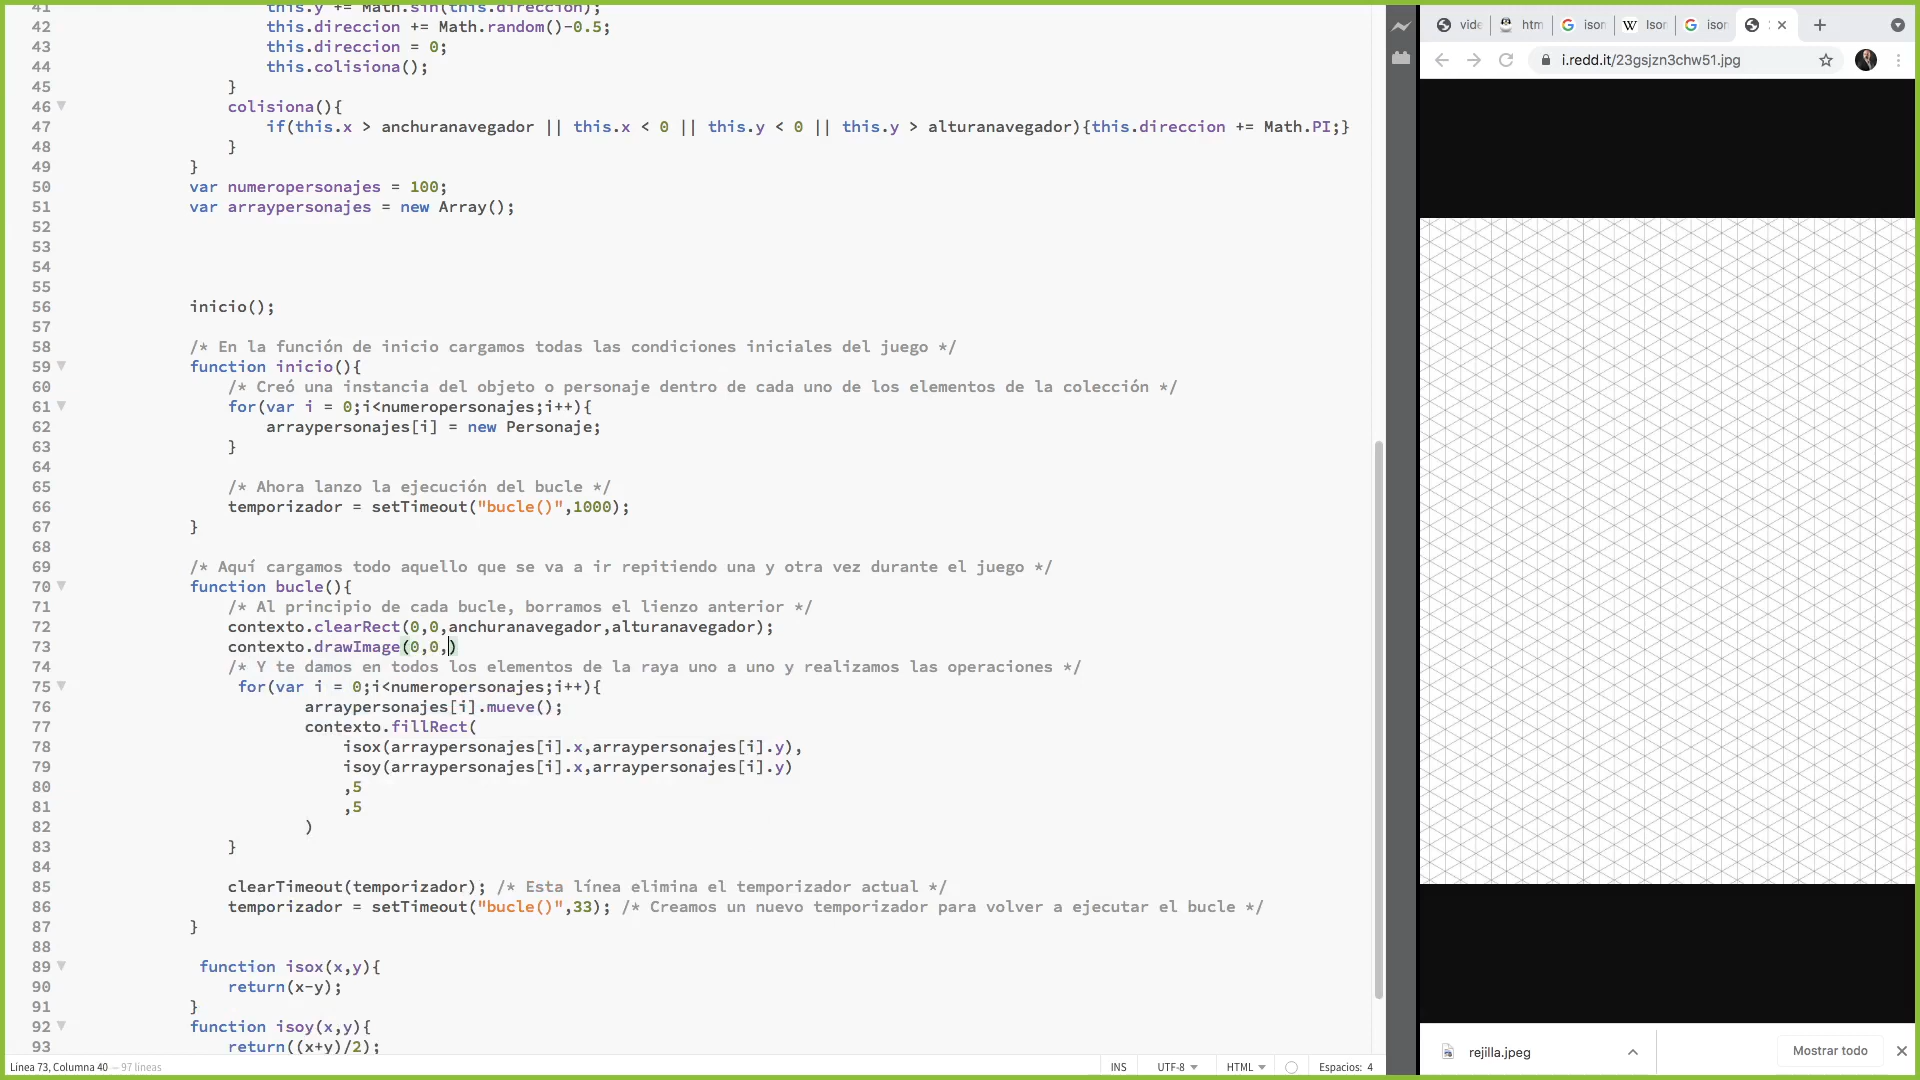 41 this.y += Math.sin(this.direccion);
42 this.direccion += Math.random()-0.5;
43 this.direccion = 0;
44 this.colisiona();
45 }
46 colisiona(){
47 if(this.x > anchuranavegador || this.x < 0 || this.y < 0 || this.y > alturanavegador){this.direccion += Math.PI;}
48 }
49 }
50 var numeropersonajes = 100;
51 var arraypersonajes = new Array();
52
53
54
55
56 inicio();
57
58 /* En la función de inicio cargamos todas las condiciones iniciales del juego */
59 function inicio(){
60 /* Creó una instancia del objeto o personaje dentro de cada uno de los elementos de la colección */
61 for(var i = 0;i<numeropersonajes;i++){
62 arraypersonajes[i] = new Personaje;
63 }
64
65 /* Ahora lanzo la ejecución del bucle */
66 temporizador = setTimeout("bucle()",1000);
67 }
68
69 /* Aquí cargamos todo aquello que se va a ir repitiendo una y otra vez durante el juego */
70 function bucle(){
71 /* Al principio de cada bucle, borramos el lienzo anterior */
72 contexto.clearRect(0,0,anchuranavegador,alturanavegador);
73 contexto.drawImage(0,0,)
74 /* Y te damos en todos los elementos de la raya uno a uno y realizamos las operaciones */
75 for(var i = 0;i<numeropersonajes;i++){
76 arraypersonajes[i].mueve();
77 contexto.fillRect(
78 isox(arraypersonajes[i].x,arraypersonajes[i].y),
79 isoy(arraypersonajes[i].x,arraypersonajes[i].y)
80 ,5
81 ,5
82 )
83 }
84
85 clearTimeout(temporizador); /* Esta línea elimina el temporizador actual */
86 temporizador = setTimeout("bucle()",33); /* Creamos un nuevo temporizador para volver a ejecutar el bucle */
87 }
88
89 function isox(x,y){
90 return(x-y);
91 }
92 function isoy(x,y){
93 return((x+y)/2);
Línea 73, Columna 40 — 97 líneas
INS UTF-8 HTML Espacios: 4
vide htm ison W Ison G ison
i.redd.it/23gsjzn3chw51.jpg
rejilla.jpeg
Mostrar todo